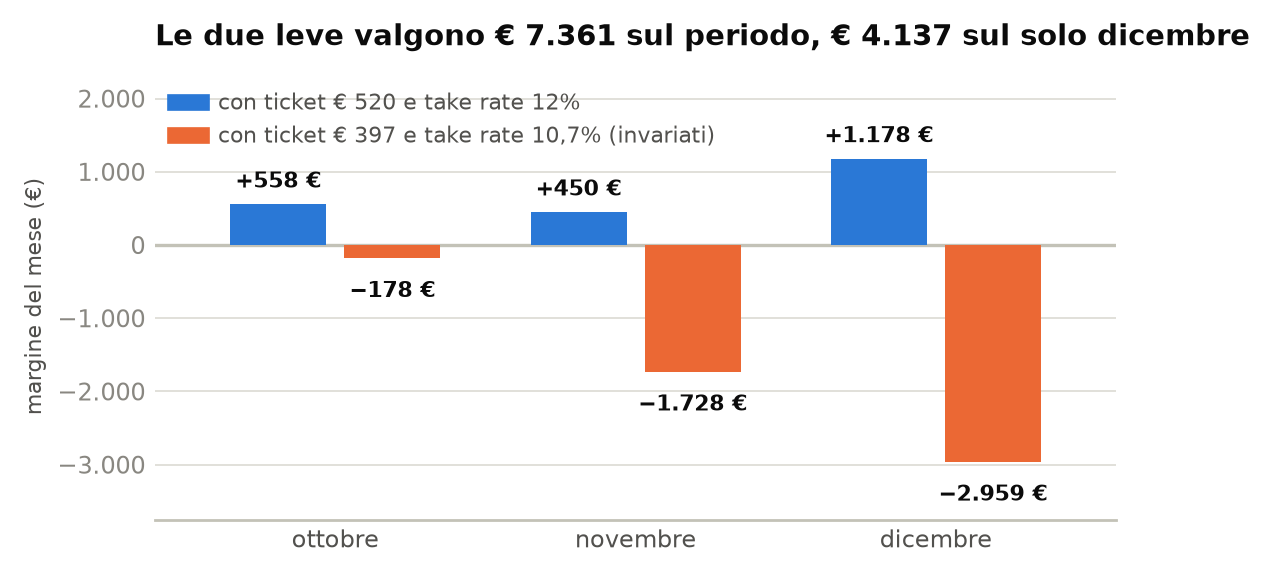 Le due leve valgono € 7.361 sul periodo, € 4.137 sul solo dicembre
con ticket € 520 e take rate 12%
con ticket € 397 e take rate 10,7% (invariati)
margine del mese (€)
2.000
1.000
0
−1.000
−2.000
−3.000
+558 €
−178 €
+450 €
−1.728 €
+1.178 €
−2.959 €
ottobre
novembre
dicembre